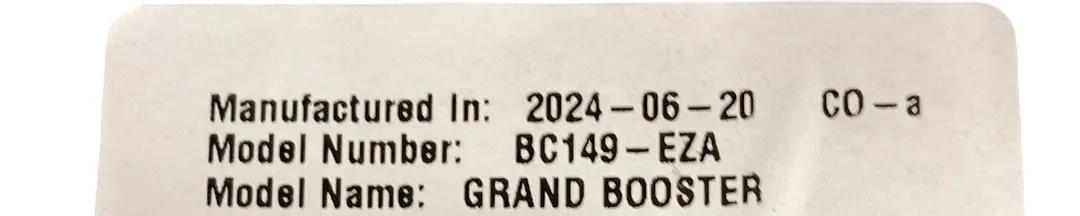 Manufactured In: 2024-06-20 CO-a
Model Number: BC149-EZA
Model Name: GRAND BOOSTER